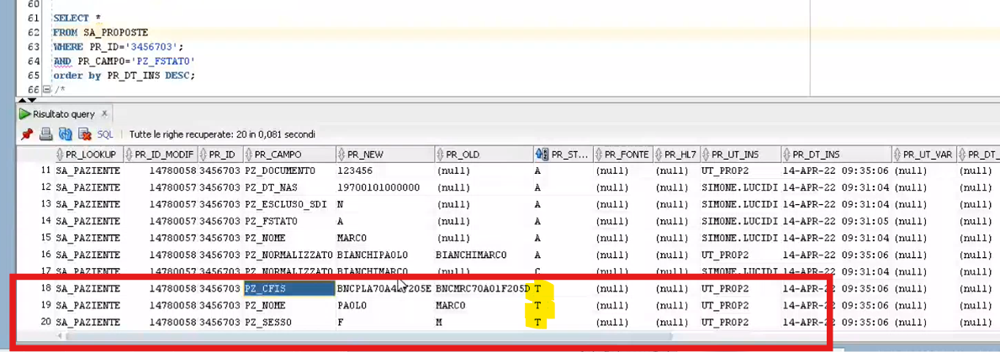 60
61 SELECT *
62 FROM SA_PROPOSTE
63 WHERE PR_ID='3456703';
64 AND PR_CAMPO='PZ_FSTATO'
65 order by PR_DT_INS DESC;
66 /*
Risultato query
SQL | Tutte le righe recuperate: 20 in 0,081 secondi
PR_LOOKUP PR_ID_MODIF PR_ID PR_CAMPO PR_NEW PR_OLD PR_ST... PR_FONTE PR_HL7 PR_UT_INS PR_DT_INS PR_UT_VAR PR_DT_
11 SA_PAZIENTE 14780058 3456703 PZ_DOCUMENTO 123456 (null) A (null) (null) UT_PROP2 14-APR-22 09:35:06 (null) (null)
12 SA_PAZIENTE 14780057 3456703 PZ_DT_NAS 19700101000000 (null) A (null) (null) SIMONE.LUCIDI 14-APR-22 09:31:04 (null) (null)
13 SA_PAZIENTE 14780057 3456703 PZ_ESCLUSO_SDI N (null) A (null) (null) SIMONE.LUCIDI 14-APR-22 09:31:04 (null) (null)
14 SA_PAZIENTE 14780057 3456703 PZ_FSTATO A (null) A (null) (null) SIMONE.LUCIDI 14-APR-22 09:31:05 (null) (null)
15 SA_PAZIENTE 14780057 3456703 PZ_NOME MARCO (null) A (null) (null) SIMONE.LUCIDI 14-APR-22 09:31:04 (null) (null)
16 SA_PAZIENTE 14780058 3456703 PZ_NORMALIZZATO BIANCHIPAOLO BIANCHIMARCO A (null) (null) UT_PROP2 14-APR-22 09:35:06 (null) (null)
17 SA_PAZIENTE 14780057 3456703 PZ_NORMALIZZATO BIANCHIMARCO (null) C (null) (null) SIMONE.LUCIDI 14-APR-22 09:31:04 (null) (null)
18 SA_PAZIENTE 14780058 3456703 PZ_CFIS BNCMRC70A01F205D T (null) (null) UT_PROP2 14-APR-22 09:35:06 (null) (null)
19 SA_PAZIENTE 14780058 3456703 PZ_NOME PAOLO MARCO T (null) (null) UT_PROP2 14-APR-22 09:35:06 (null) (null)
20 SA_PAZIENTE 14780058 3456703 PZ_SESSO F M T (null) (null) UT_PROP2 14-APR-22 09:35:06 (null) (null)